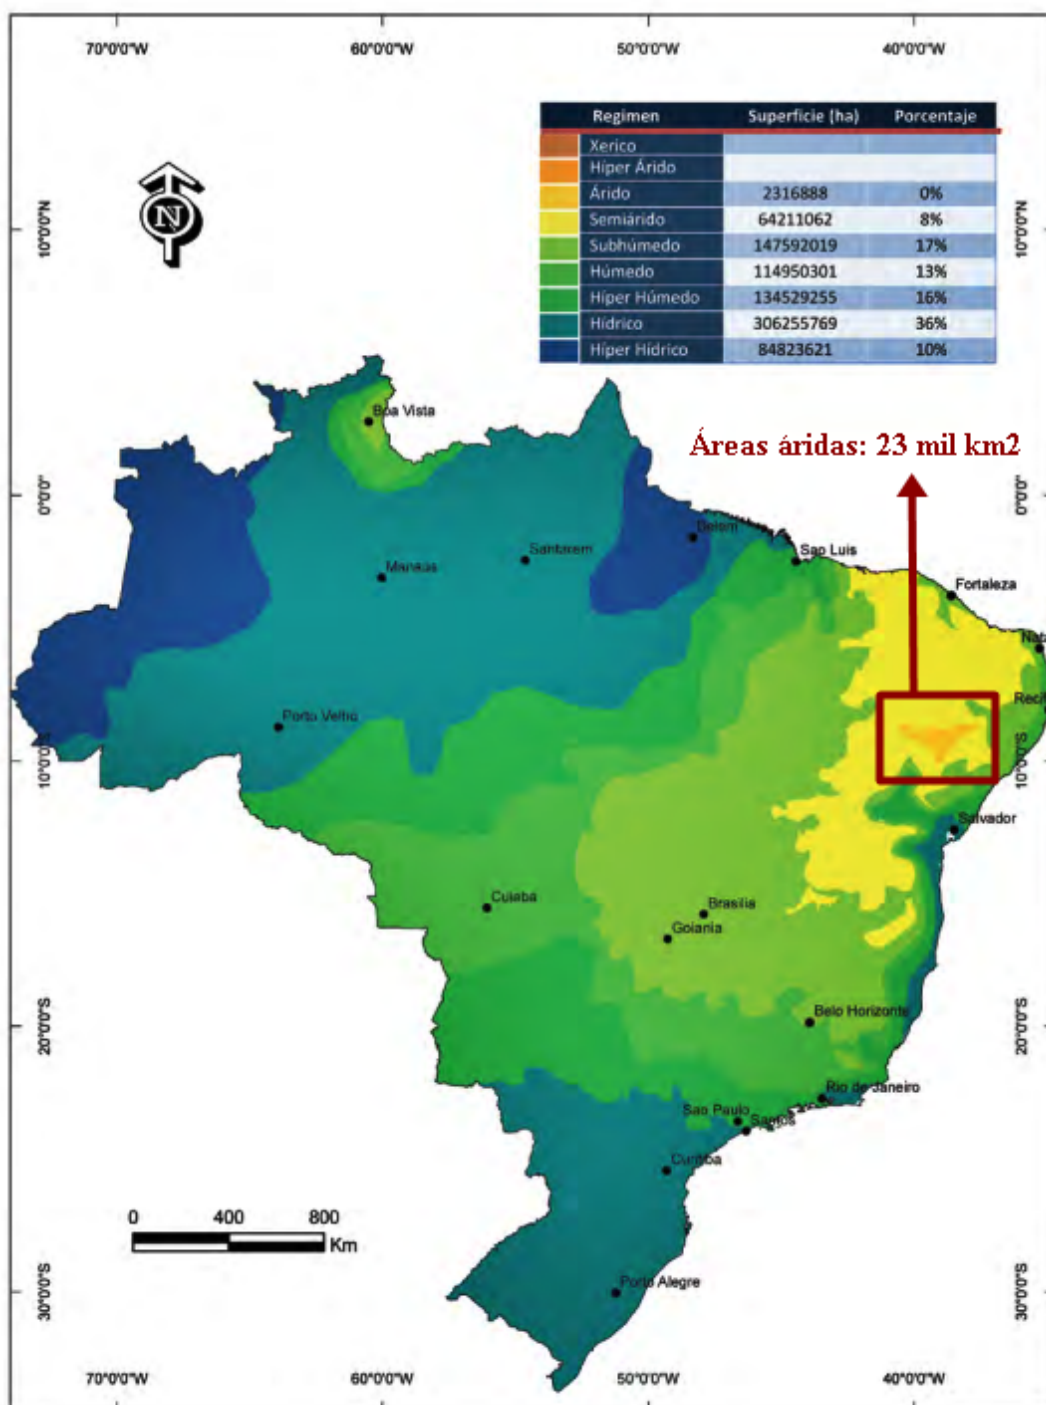 70°0'0"W 60°0'0"W 50°0'0"W 40°0'0"W
Regimen Superficie (ha) Porcentaje
Xerico
Híper Árido
Árido 2316888 0%
Semiárido 64211062 8%
Subhúmedo 147592019 17%
Húmedo 114950301 13%
Híper Húmedo 134529255 16%
Hídrico 306255769 36%
Híper Hídrico 84823621 10%
N
10°0'0"N 10°0'0"N
Boa Vista
Áreas áridas: 23 mil km2
0°0'0" 0°0'0"
Belem
Sao Luis
Santarem
Manaus
Fortaleza
Nat
Recif
Porto Velho
10°0'0"S 10°0'0"S
Salvador
Cuiaba
Brasilia
Goiania
Belo Horizonte
20°0'0"S 20°0'0"S
Rio de Janeiro
Sao Paulo
Santos
Curitiba
0 400 800
Km
Porto Alegre
30°0'0"S 30°0'0"S
70°0'0"W 60°0'0"W 50°0'0"W 40°0'0"W